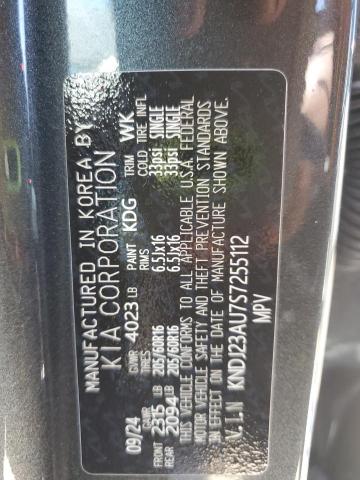 MANUFACTURED IN KOREA BY
KIA CORPORATION
09/24 GVWR 4023 LB PAINT KDG TRIM WK
GAWR TIRES RIMS COLD TIRE INFL
FRONT 2315 LB 205/60R16 6.5Jx16 33psi SINGLE
REAR 2094 LB 205/60R16 6.5Jx16 33psi SINGLE
THIS VEHICLE CONFORMS TO ALL APPLICABLE U.S.A. FEDERAL
MOTOR VEHICLE SAFETY AND THEFT PREVENTION STANDARDS
IN EFFECT ON THE DATE OF MANUFACTURE SHOWN ABOVE.
V.I.N KNDJ23AU7S7255112
MPV